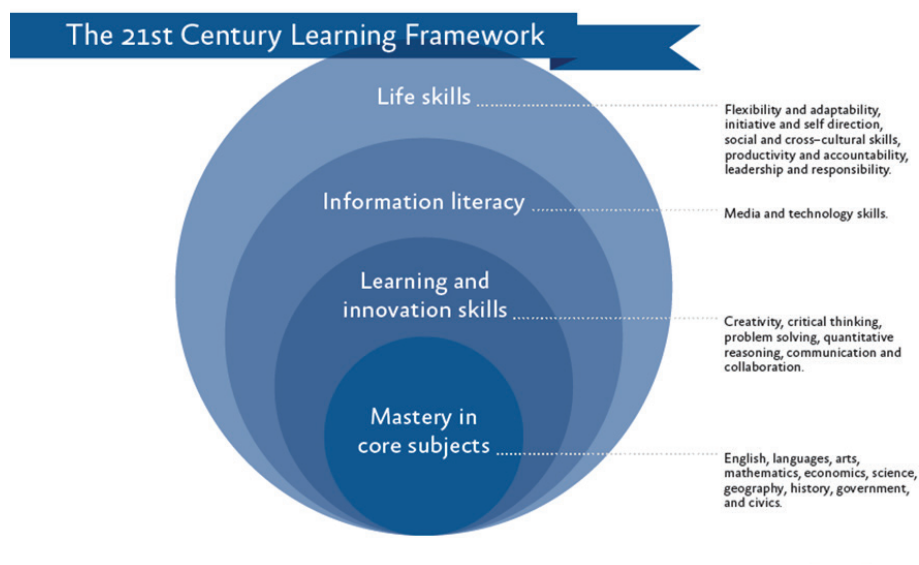 The 21st Century Learning Framework
Life skills
Flexibility and adaptability,
initiative and self direction,
social and cross–cultural skills,
productivity and accountability,
leadership and responsibility.
Information literacy
Media and technology skills.
Learning and
innovation skills
Creativity, critical thinking,
problem solving, quantitative
reasoning, communication and
collaboration.
Mastery in
core subjects
English, languages, arts,
mathematics, economics, science,
geography, history, government,
and civics.